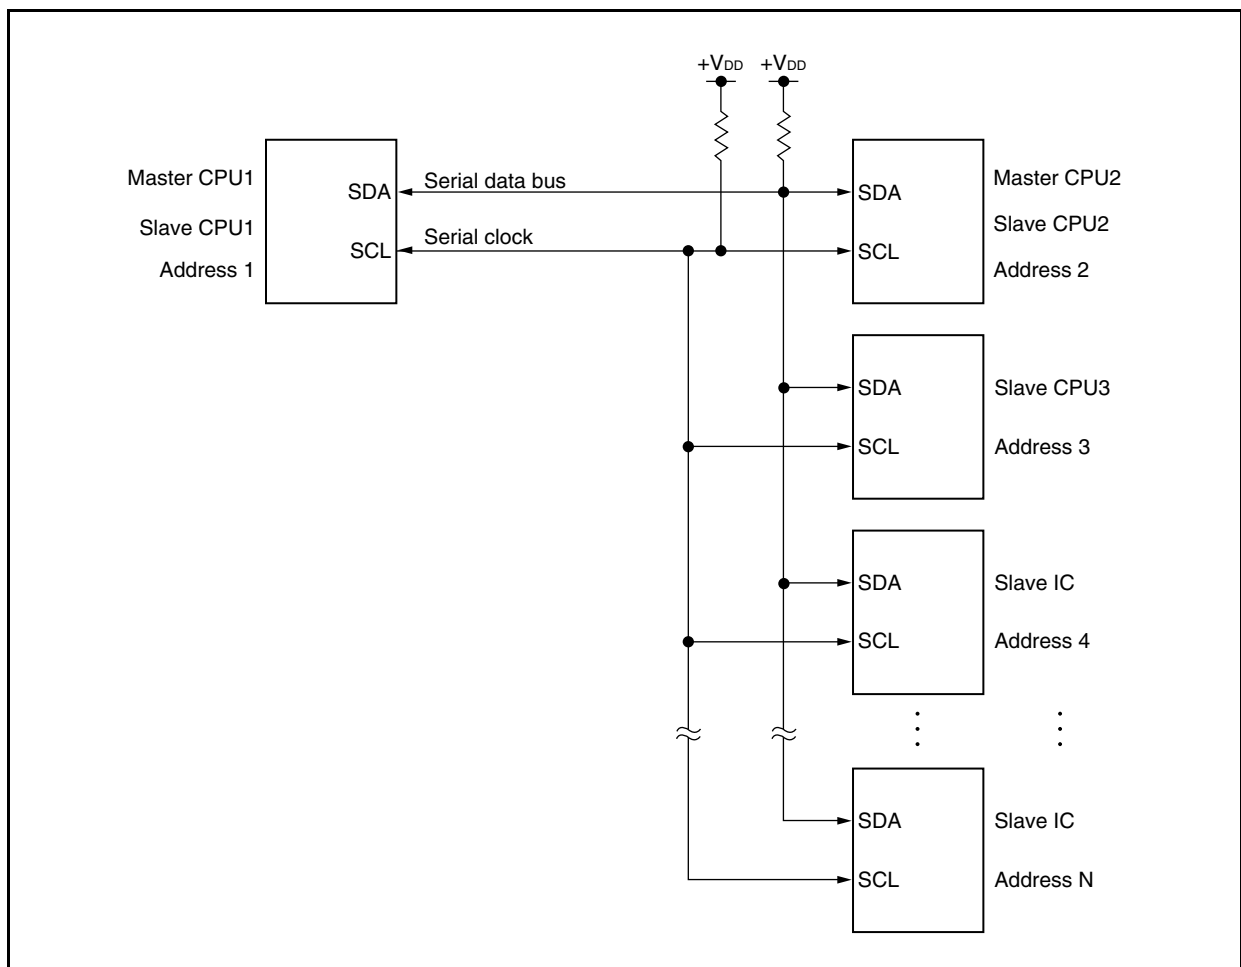 +VDD +VDD
Master CPU1
Slave CPU1
Address 1
SDA
SCL
Serial data bus
Serial clock
SDA
SCL
Master CPU2
Slave CPU2
Address 2
SDA
SCL
Slave CPU3
Address 3
SDA
SCL
Slave IC
Address 4
SDA
SCL
Slave IC
Address N